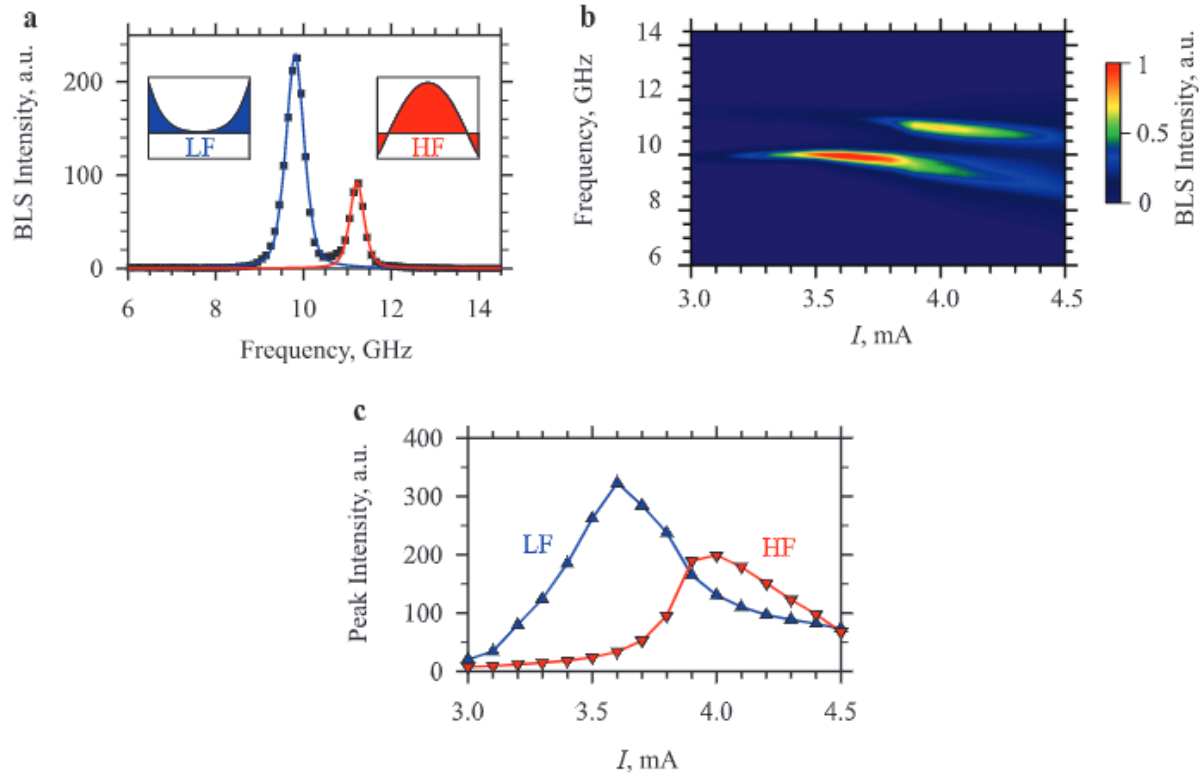 a
BLS Intensity, a.u.
200
100
0
LF
HF
6 8 10 12 14
Frequency, GHz
b
Frequency, GHz
14
12
10
8
6
3.0 3.5 4.0 4.5
I, mA
1
0.5
0
BLS Intensity, a.u.
c
Peak Intensity, a.u.
400
300
200
100
0
LF
HF
3.0 3.5 4.0 4.5
I, mA